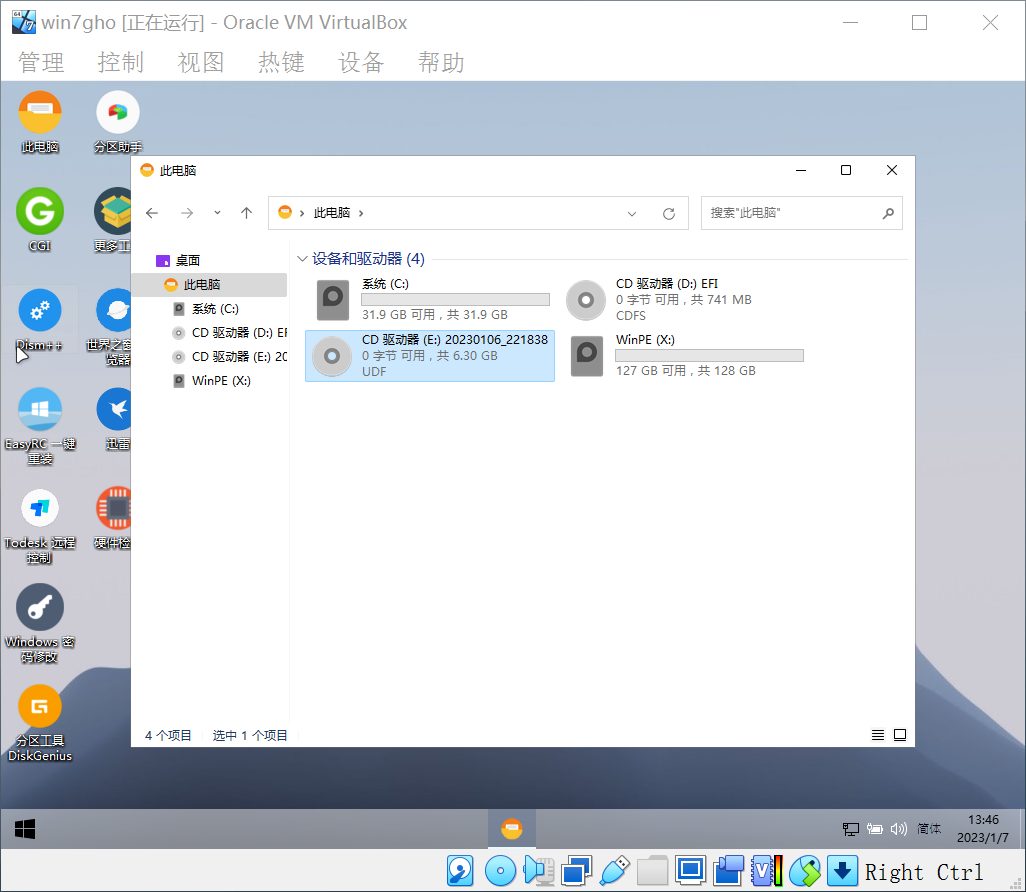 win7gho [正在运行] - Oracle VM VirtualBox
管理 控制 视图 热键 设备 帮助
此电脑
分区助手
CGI
更多工
Dism++
世界之窗
览器
EasyRC 一键
重装
迅雷
Todesk 远程
控制
硬件检
Windows 密
码修改
分区工具
DiskGenius
此电脑
此电脑
搜索"此电脑"
桌面
此电脑
系统 (C:)
CD 驱动器 (D:) EF
CD 驱动器 (E:) 20
WinPE (X:)
设备和驱动器 (4)
系统 (C:)
31.9 GB 可用，共 31.9 GB
CD 驱动器 (D:) EFI
0 字节 可用，共 741 MB
CDFS
CD 驱动器 (E:) 20230106_221838
0 字节 可用，共 6.30 GB
UDF
WinPE (X:)
127 GB 可用，共 128 GB
4 个项目 选中 1 个项目
简体
13:46
2023/1/7
Right Ctrl